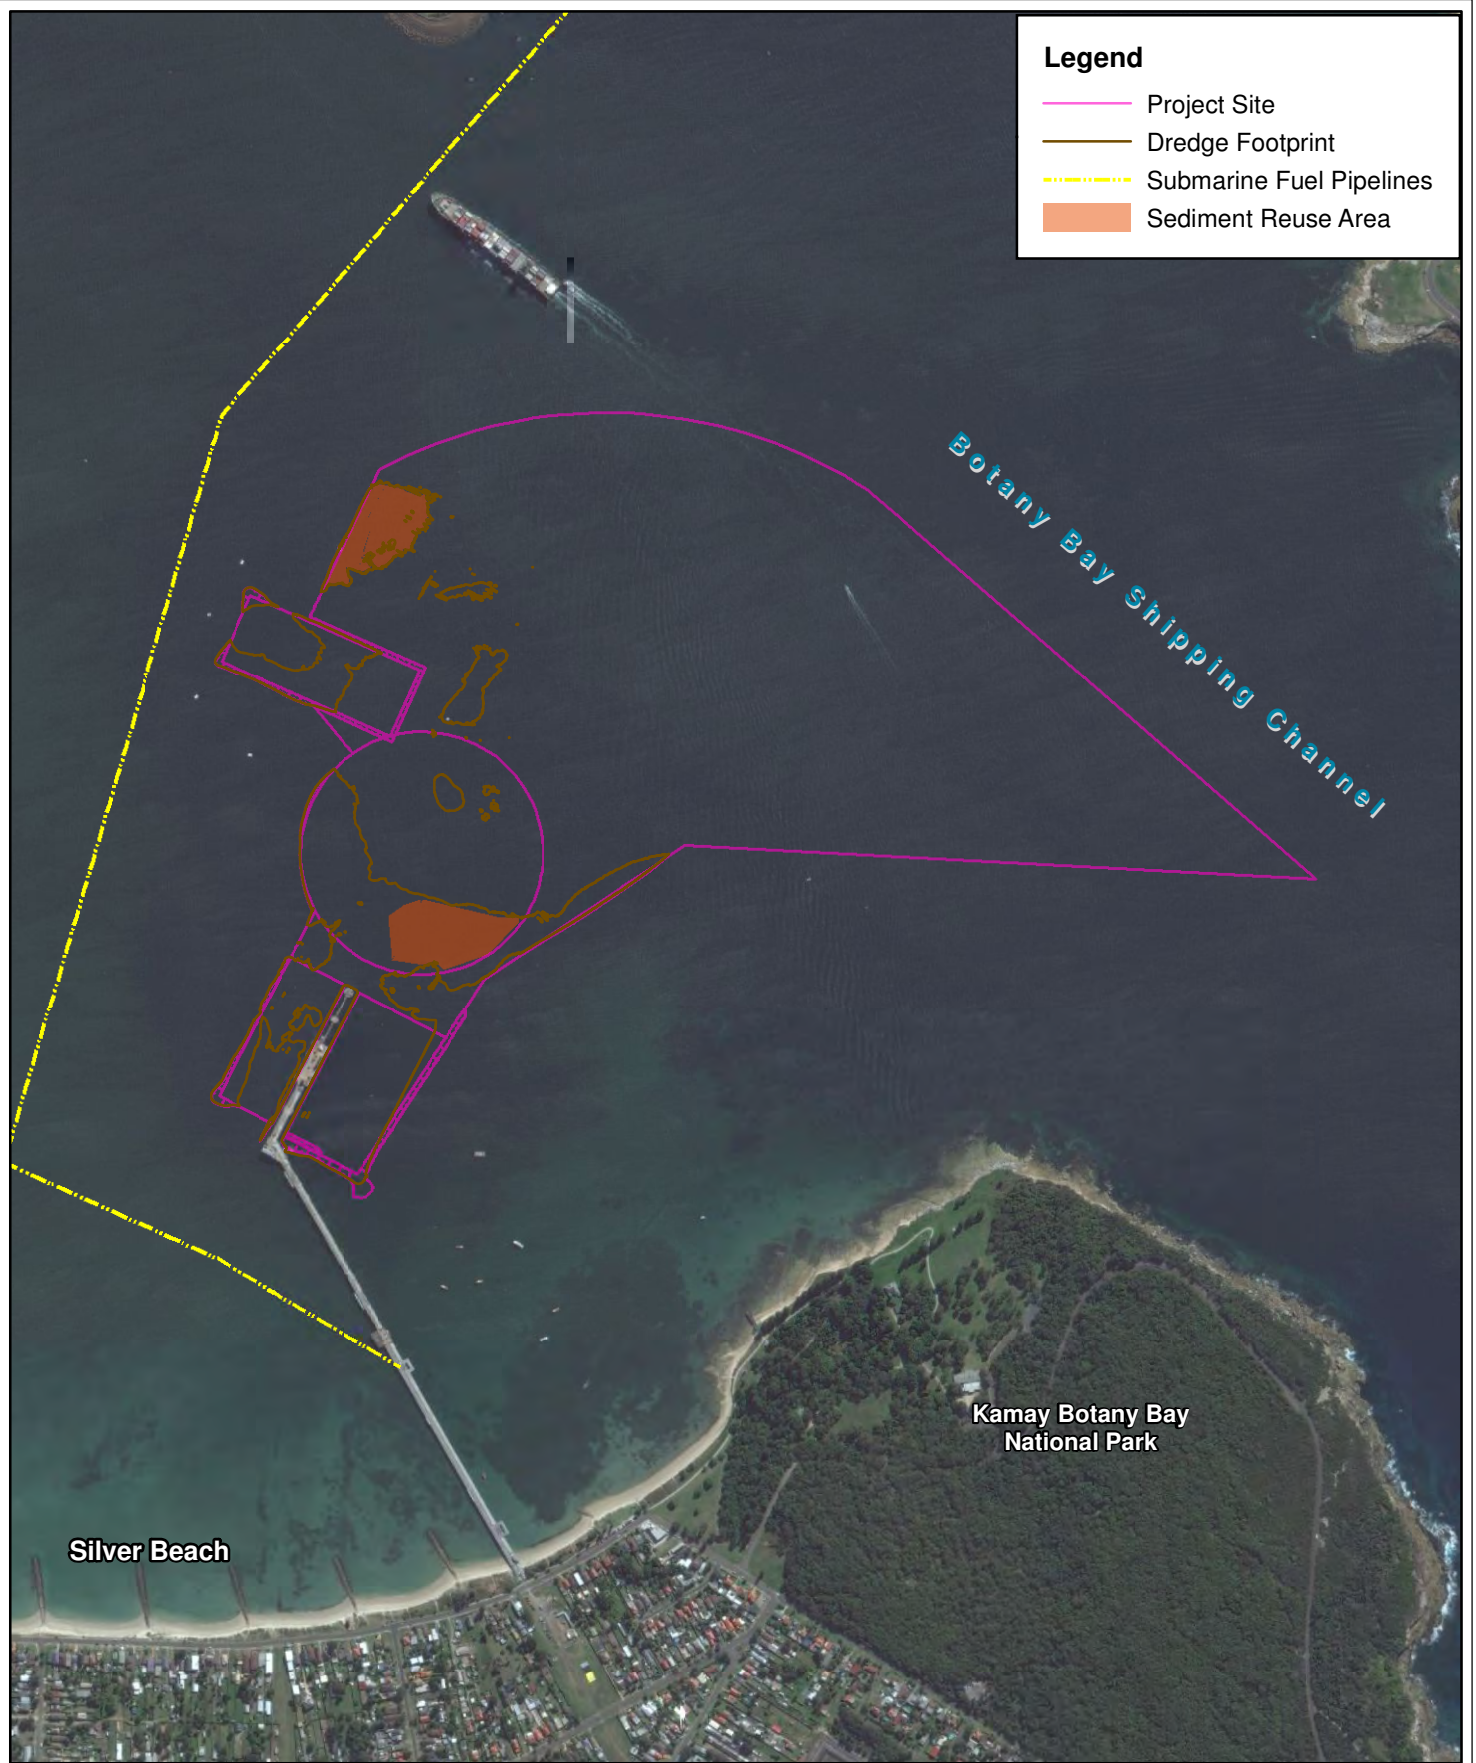 Legend
Project Site
Dredge Footprint
Submarine Fuel Pipelines
Sediment Reuse Area
Botany Bay Shipping Channel
Kamay Botany Bay
National Park
Silver Beach